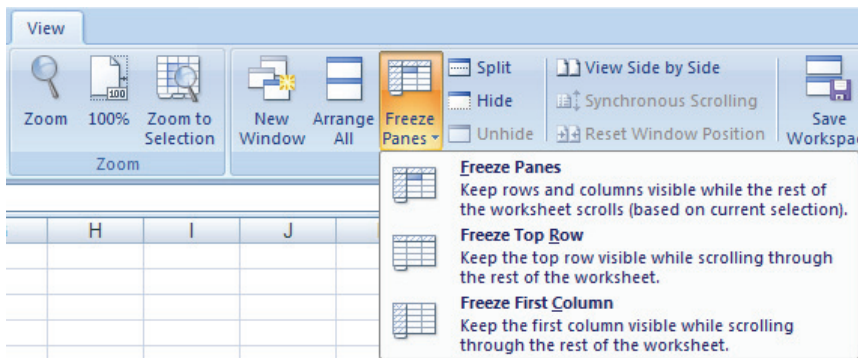 View
Zoom
100%
Zoom to
Selection
New
Window
Arrange
All
Freeze
Panes
Split
Hide
Unhide
View Side by Side
Synchronous Scrolling
Reset Window Position
Save
Workspa
Zoom
Freeze Panes
Keep rows and columns visible while the rest of
the worksheet scrolls (based on current selection).
Freeze Top Row
Keep the top row visible while scrolling through
the rest of the worksheet.
Freeze First Column
Keep the first column visible while scrolling
through the rest of the worksheet.
H I J